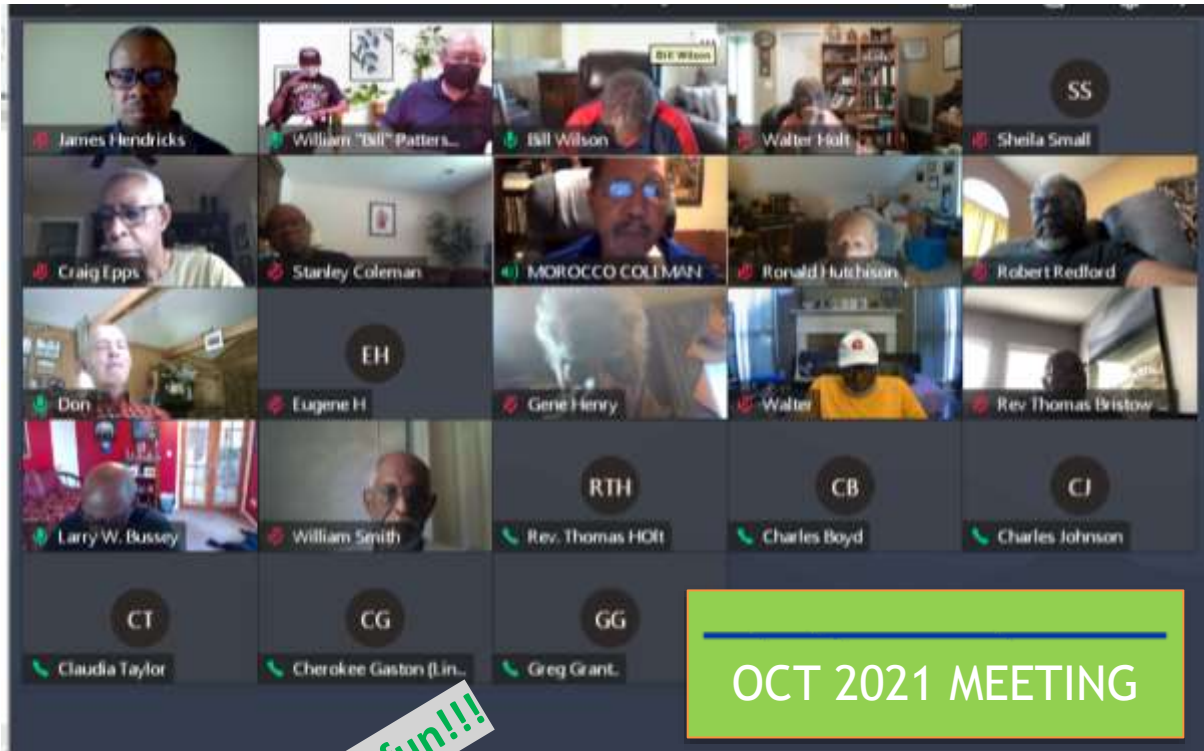 Bill Wilson
James Hendricks
William "Bill" Patters...
Bill Wilson
Walter Holt
SS
Sheila Small
Craig Epps
Stanley Coleman
MOROCCO COLEMAN
Ronald Hutchison
Robert Redford
Don
EH
Eugene H
Gene Henry
Walter
Rev Thomas Bristow ...
Larry W. Bussey
William Smith
RTH
Rev. Thomas HOlt
CB
Charles Boyd
CJ
Charles Johnson
CT
Claudia Taylor
CG
Cherokee Gaston (Lin...
GG
Greg Grant.
OCT 2021 MEETING
fun!!!